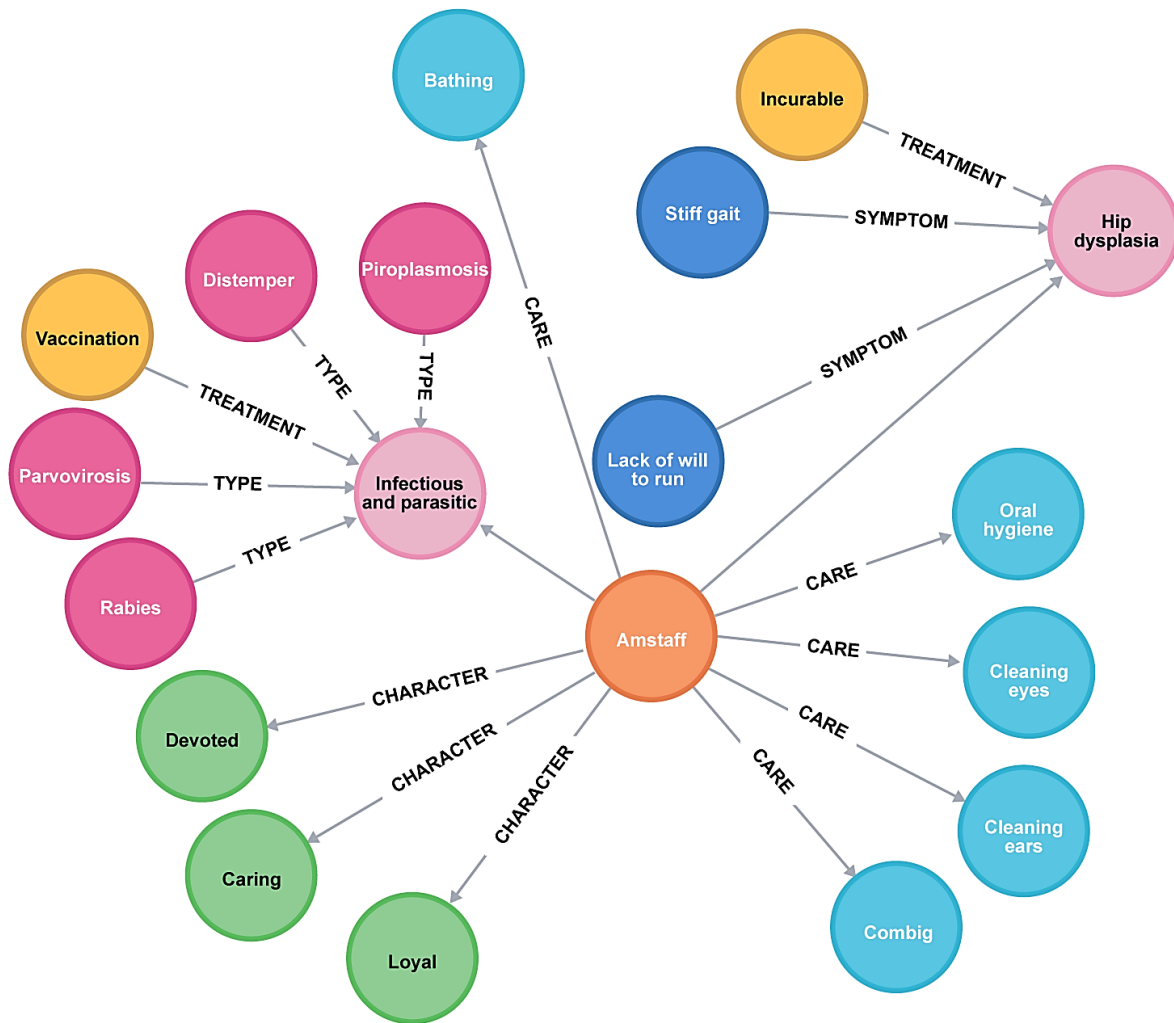 Bathing
Incurable
TREATMENT
Stiff gait
SYMPTOM
Hip
dysplasia
Distemper
Piroplasmosis
Vaccination
CARE
TYPE
TYPE
SYMPTOM
TREATMENT
Lack of will
to run
Parvovirosis
TYPE
Infectious
and parasitic
Oral
hygiene
TYPE
CARE
Rabies
Amstaff
CARE
Cleaning
eyes
CHARACTER
CARE
Devoted
CHARACTER
CHARACTER
CARE
Cleaning
ears
Caring
Combig
Loyal